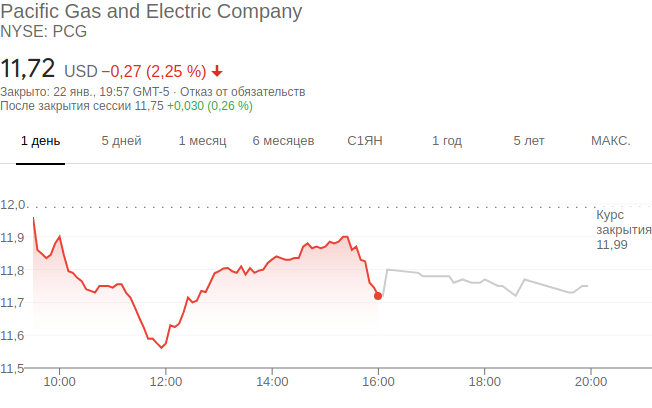 Pacific Gas and Electric Company
NYSE: PCG
11,72 USD −0,27 (2,25 %)
Закрыто: 22 янв., 19:57 GMT-5 · Отказ от обязательств
После закрытия сессии 11,75 +0,030 (0,26 %)
1 день 5 дней 1 месяц 6 месяцев С1ЯН 1 год 5 лет МАКС.
12,0
Курс
закрытия
11,99
11,9
11,8
11,7
11,6
11,5
10:00 12:00 14:00 16:00 18:00 20:00